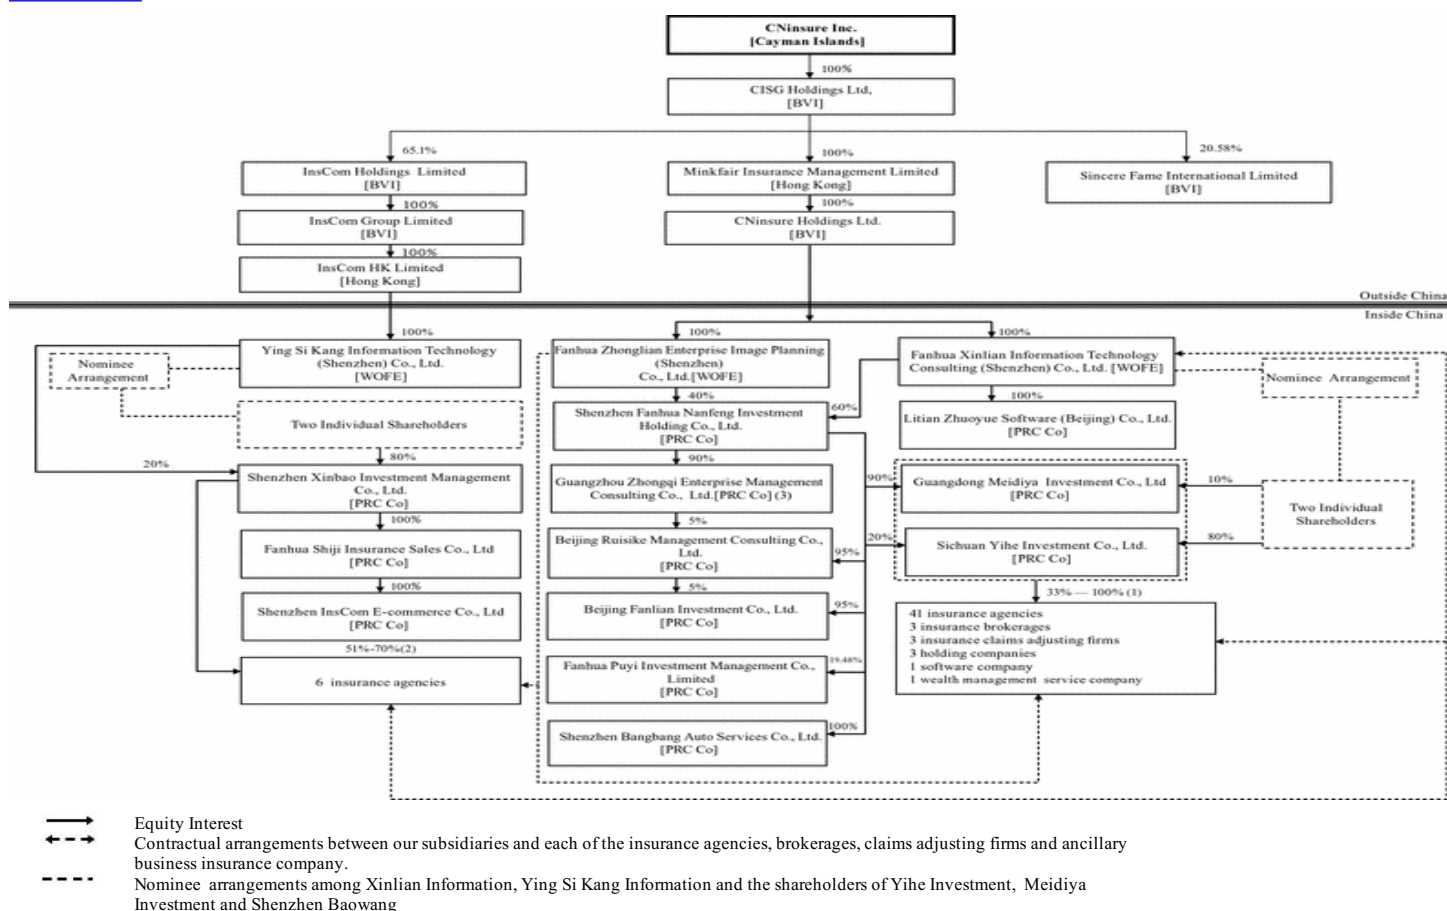 CNinsure Inc.
[Cayman Islands]
100%
CISG Holdings Ltd,
[BVI]
65.1%
100%
20.58%
InsCom Holdings Limited
[BVI]
Minkfair Insurance Management Limited
[Hong Kong]
Sincere Fame International Limited
[BVI]
100%
100%
InsCom Group Limited
[BVI]
CNinsure Holdings Ltd.
[BVI]
100%
InsCom HK Limited
[Hong Kong]
Outside China
Inside China
100%
100%
100%
Ying Si Kang Information Technology
(Shenzhen) Co., Ltd.
[WOFE]
Nominee
Arrangement
Fanhua Zhonglian Enterprise Image Planning
(Shenzhen)
Co., Ltd.[WOFE]
Fanhua Xinlian Information Technology
Consulting (Shenzhen) Co., Ltd. [WOFE]
Nominee Arrangement
40%
60%
100%
Two Individual Shareholders
Shenzhen Fanhua Nanfeng Investment
Holding Co., Ltd.
[PRC Co]
Litian Zhuoyue Software (Beijing) Co., Ltd.
[PRC Co]
20%
80%
90%
Shenzhen Xinbao Investment Management
Co., Ltd.
[PRC Co]
Guangzhou Zhongqi Enterprise Management
Consulting Co., Ltd.[PRC Co] (3)
90%
Guangdong Meidiya Investment Co., Ltd
[PRC Co]
10%
Two Individual
Shareholders
100%
5%
Fanhua Shiji Insurance Sales Co., Ltd
[PRC Co]
Beijing Ruisike Management Consulting Co.,
Ltd.
[PRC Co]
95%
20%
Sichuan Yihe Investment Co., Ltd.
[PRC Co]
80%
100%
5%
33% — 100% (1)
Shenzhen InsCom E-commerce Co., Ltd
[PRC Co]
Beijing Fanlian Investment Co., Ltd.
[PRC Co]
95%
41 insurance agencies
3 insurance brokerages
3 insurance claims adjusting firms
3 holding companies
1 software company
1 wealth management service company
51%-70%(2)
6 insurance agencies
Fanhua Puyi Investment Management Co.,
Limited
[PRC Co]
19.48%
Shenzhen Bangbang Auto Services Co., Ltd.
[PRC Co]
100%
Equity Interest
Contractual arrangements between our subsidiaries and each of the insurance agencies, brokerages, claims adjusting firms and ancillary
business insurance company.
Nominee arrangements among Xinlian Information, Ying Si Kang Information and the shareholders of Yihe Investment, Meidiya
Investment and Shenzhen Baowang